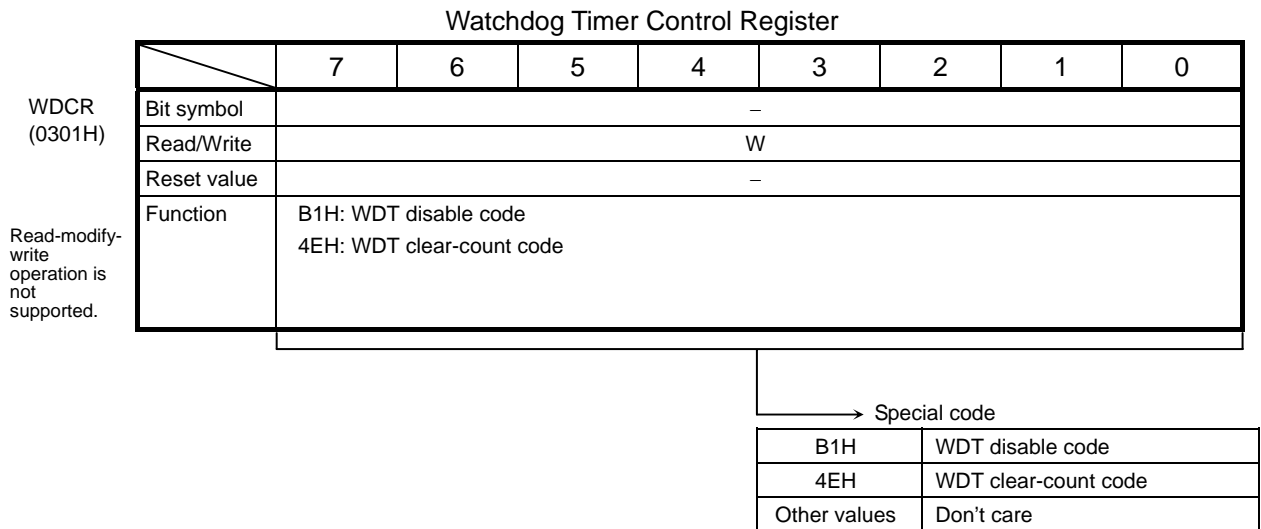 Watchdog Timer Control Register
7 6 5 4 3 2 1 0
WDCR
(0301H)
Bit symbol –
Read/Write W
Reset value –
Function B1H: WDT disable code
4EH: WDT clear-count code
Read-modify-
write
operation is
not
supported.
Special code
B1H WDT disable code
4EH WDT clear-count code
Other values Don’t care